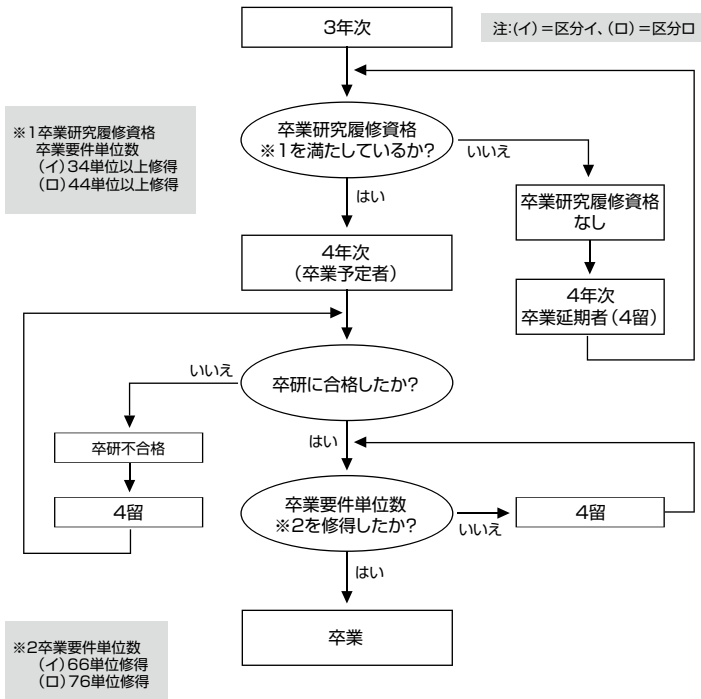 3年次
注:(イ)=区分イ、(ロ)=区分ロ
※1卒業研究履修資格
卒業要件単位数
(イ)34単位以上修得
(ロ)44単位以上修得
卒業研究履修資格
※1を満たしているか?
いいえ
はい
卒業研究履修資格
なし
4年次
(卒業予定者)
4年次
卒業延期者(4留)
卒研に合格したか?
いいえ
はい
卒研不合格
4留
卒業要件単位数
※2を修得したか?
いいえ
4留
はい
卒業
※2卒業要件単位数
(イ)66単位修得
(ロ)76単位修得